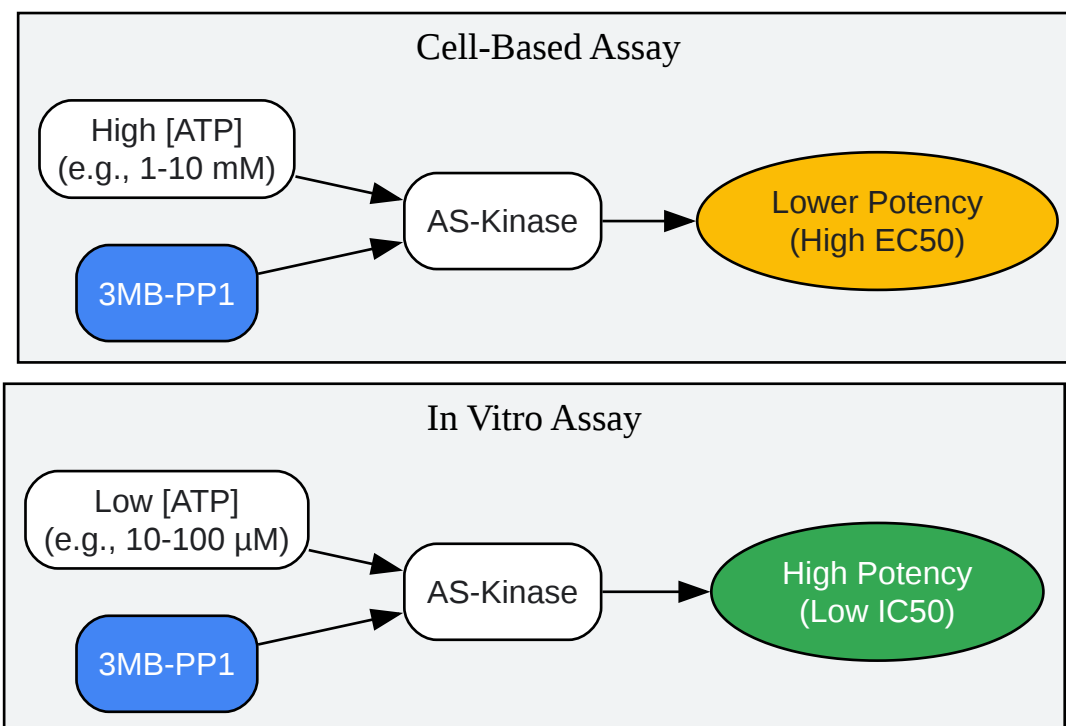 Cell-Based Assay
High [ATP]
(e.g., 1-10 mM)
3MB-PP1
AS-Kinase
Lower Potency
(High EC50)
In Vitro Assay
Low [ATP]
(e.g., 10-100 µM)
3MB-PP1
AS-Kinase
High Potency
(Low IC50)